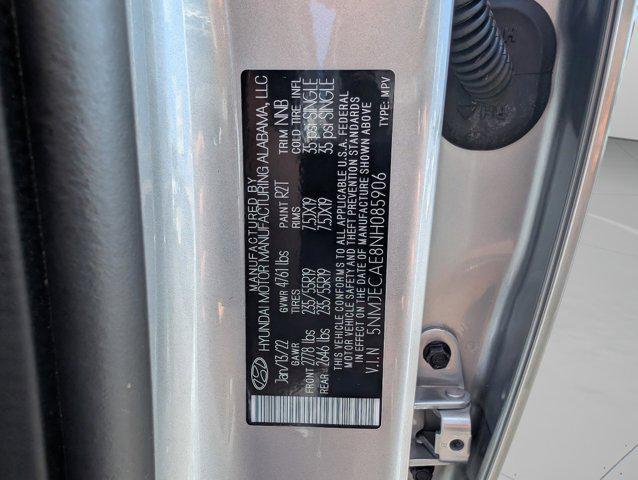 MANUFACTURED BY
HYUNDAI MOTOR MANUFACTURING ALABAMA, LLC
Jan/13/22 GVWR 4761 lbs PAINT R2T TRIM NNB
GAWR TIRES COLD TIRE INFL
FRONT 2778 lbs 235/55R19 7.5JX19 35 psi SINGLE
REAR 2646 lbs 235/55R19 7.5JX19 35 psi SINGLE
THIS VEHICLE CONFORMS TO ALL APPLICABLE U.S.A. FEDERAL
MOTOR VEHICLE SAFETY, BUMPER, AND THEFT PREVENTION STANDARDS
IN EFFECT ON THE DATE OF MANUFACTURE SHOWN ABOVE
V.I.N 5NMJECAE8NH085906 TYPE: MPV